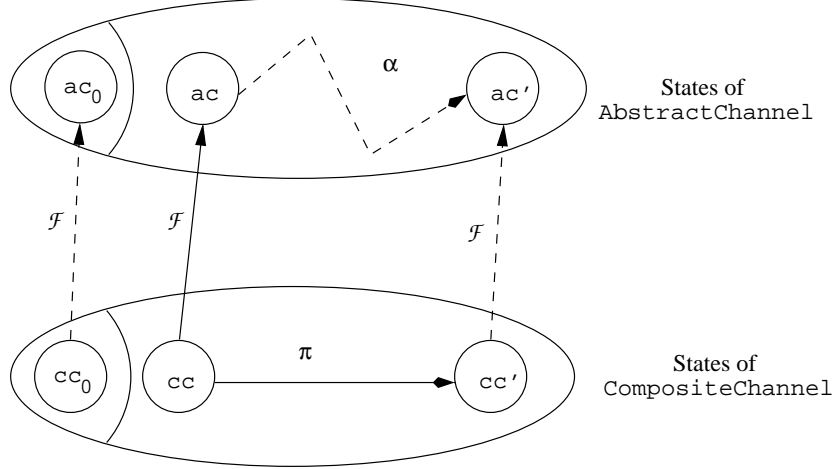 α
ac₀ ac ac′
States of
AbstractChannel
ℱ ℱ ℱ
π
States of
CompositeChannel
cc₀ cc cc′